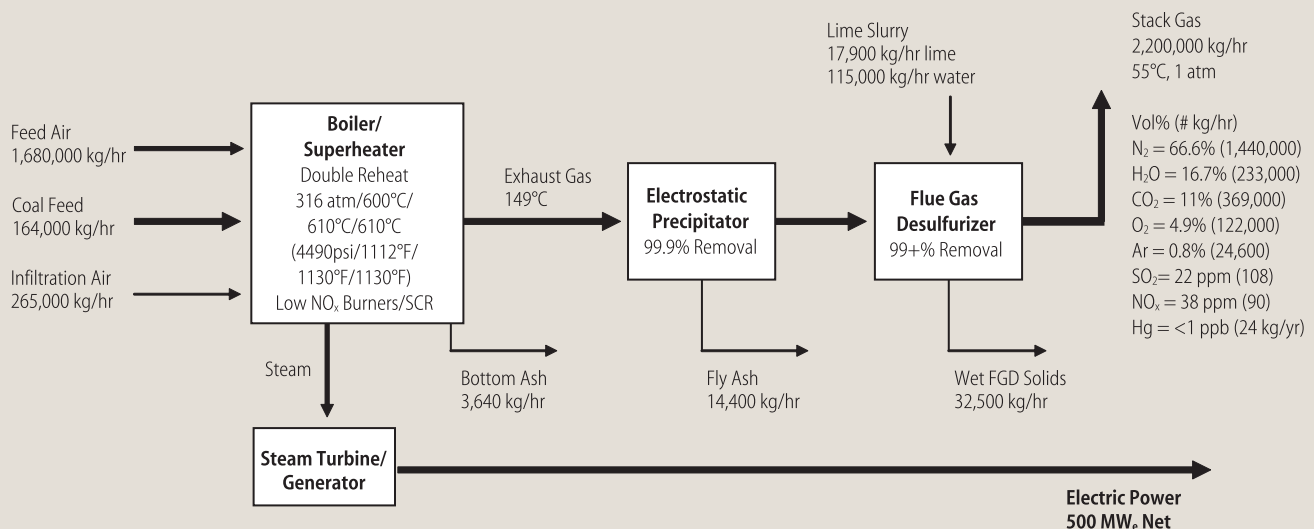 Feed Air
1,680,000 kg/hr
Coal Feed
164,000 kg/hr
Infiltration Air
265,000 kg/hr
Boiler/
Superheater
Double Reheat
316 atm/600°C/
610°C/610°C
(4490psi/1112°F/
1130°F/1130°F)
Low NOx Burners/SCR
Steam
Steam Turbine/
Generator
Bottom Ash
3,640 kg/hr
Exhaust Gas
149°C
Electrostatic
Precipitator
99.9% Removal
Fly Ash
14,400 kg/hr
Lime Slurry
17,900 kg/hr lime
115,000 kg/hr water
Flue Gas
Desulfurizer
99+% Removal
Wet FGD Solids
32,500 kg/hr
Stack Gas
2,200,000 kg/hr
55°C, 1 atm
Vol% (# kg/hr)
N2 = 66.6% (1,440,000)
H2O = 16.7% (233,000)
CO2 = 11% (369,000)
O2 = 4.9% (122,000)
Ar = 0.8% (24,600)
SO2= 22 ppm (108)
NOx = 38 ppm (90)
Hg = <1 ppb (24 kg/yr)
Electric Power
500 MWe Net